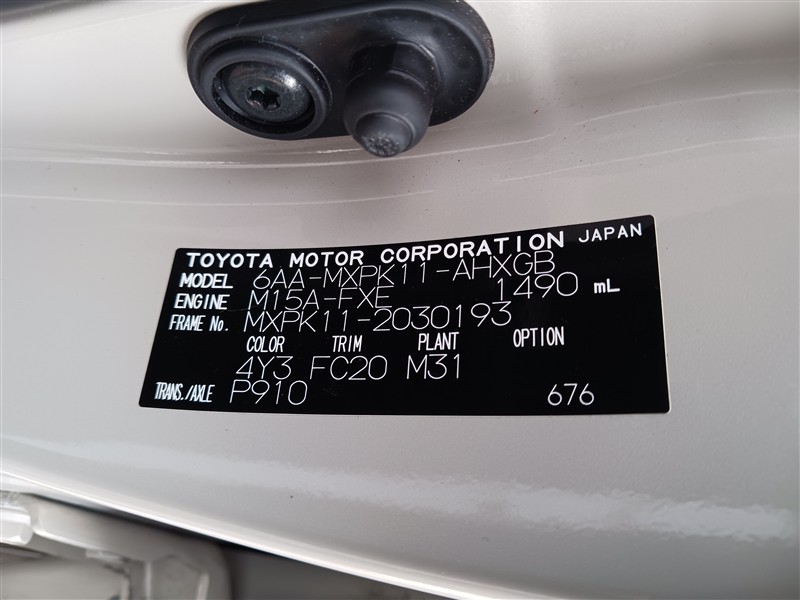 TOYOTA MOTOR CORPORATION JAPAN
MODEL 6AA-MXPK11-AHXGB
ENGINE M15A-FXE 1490 mL
FRAME No. MXPK11-2030193
COLOR TRIM PLANT OPTION
4Y3 FC20 M31
TRANS./AXLE P910 676